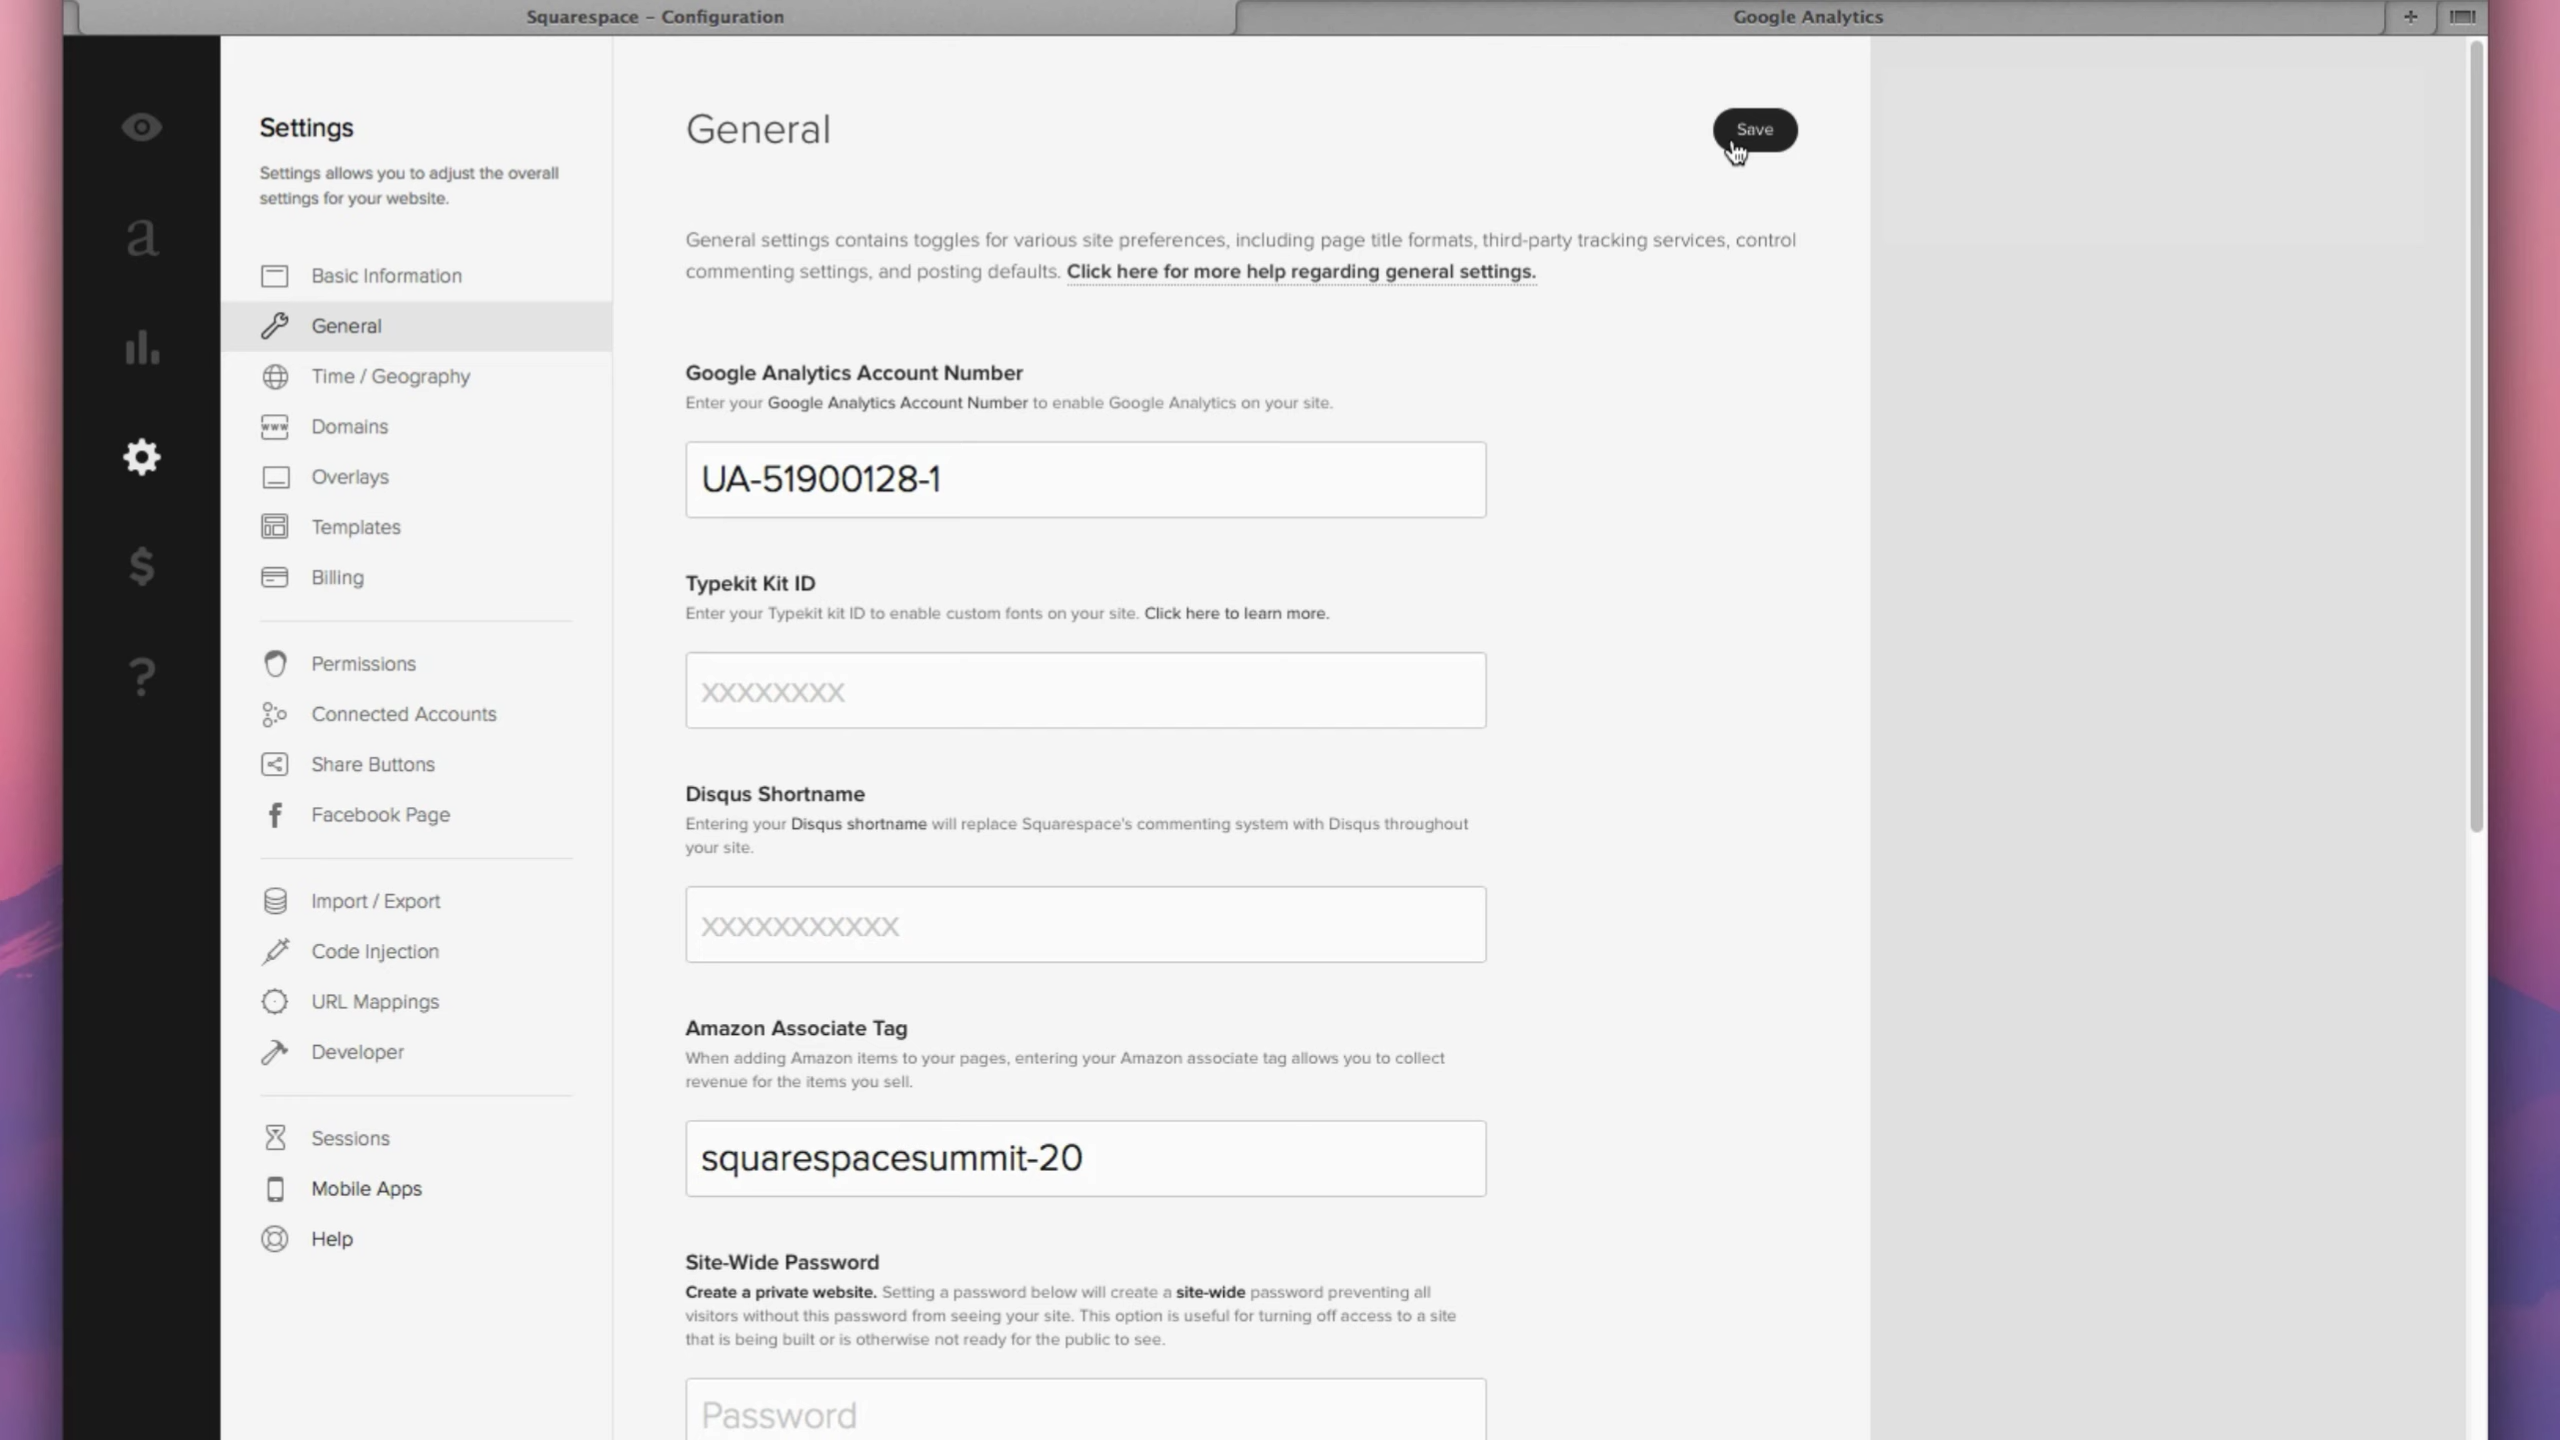 Squarespace – Configuration
Google Analytics
Settings
Settings allows you to adjust the overall
settings for your website.
Basic Information
General
Time / Geography
Domains
Overlays
Templates
Billing
Permissions
Connected Accounts
Share Buttons
Facebook Page
Import / Export
Code Injection
URL Mappings
Developer
Sessions
Mobile Apps
Help
General
Save
General settings contains toggles for various site preferences, including page title formats, third-party tracking services, control
commenting settings, and posting defaults. Click here for more help regarding general settings.
Google Analytics Account Number
Enter your Google Analytics Account Number to enable Google Analytics on your site.
UA-51900128-1
Typekit Kit ID
Enter your Typekit kit ID to enable custom fonts on your site. Click here to learn more.
xxxxxxxx
Disqus Shortname
Entering your Disqus shortname will replace Squarespace's commenting system with Disqus throughout
your site.
xxxxxxxxxxx
Amazon Associate Tag
When adding Amazon items to your pages, entering your Amazon associate tag allows you to collect
revenue for the items you sell.
squarespacesummit-20
Site-Wide Password
Create a private website. Setting a password below will create a site-wide password preventing all
visitors without this password from seeing your site. This option is useful for turning off access to a site
that is being built or is otherwise not ready for the public to see.
Password